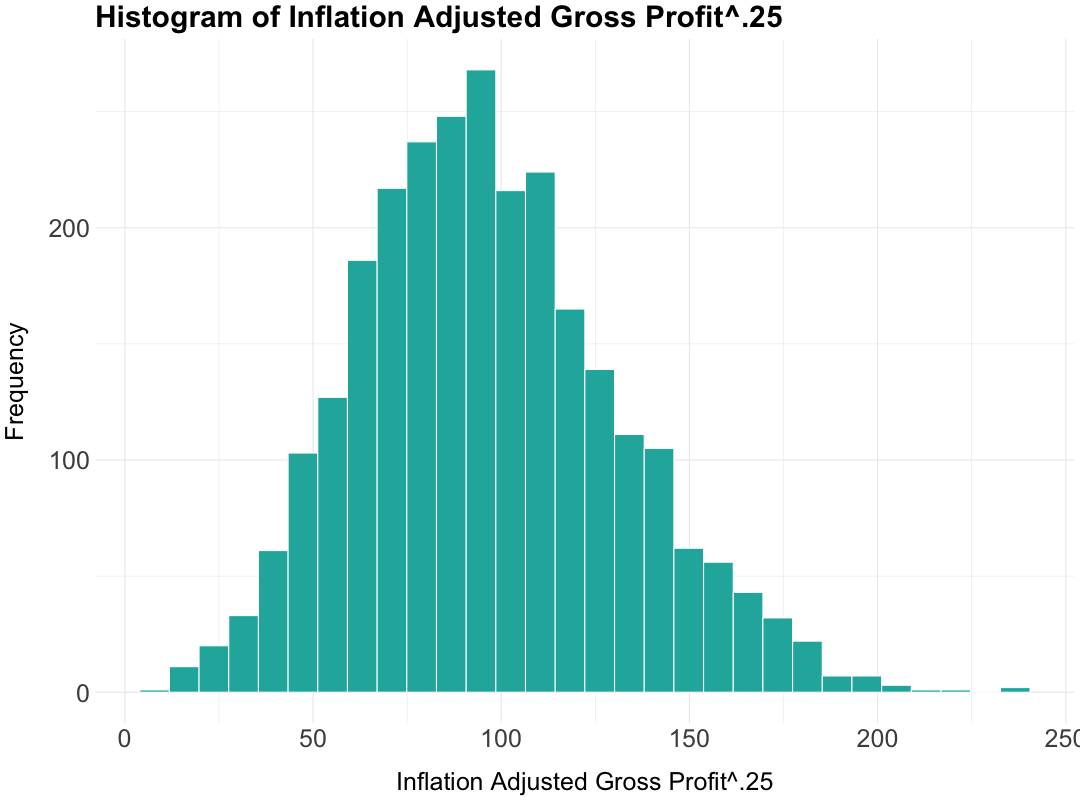 Histogram of Inflation Adjusted Gross Profit^.25
Frequency
200
100
0
0 50 100 150 200 250
Inflation Adjusted Gross Profit^.25